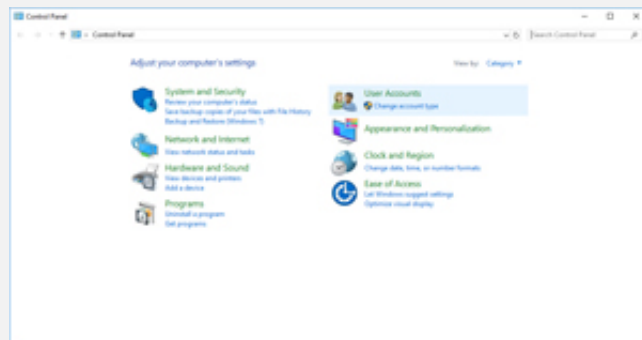 Control Panel
Control Panel
Search Control Panel
Adjust your computer's settings
View by: Category
System and Security
Review your computer's status
Save backup copies of your files with File History
Backup and Restore (Windows 7)
Network and Internet
View network status and tasks
Hardware and Sound
View devices and printers
Add a device
Programs
Uninstall a program
Get programs
User Accounts
Change account type
Appearance and Personalization
Clock and Region
Change date, time, or number formats
Ease of Access
Let Windows suggest settings
Optimize visual display